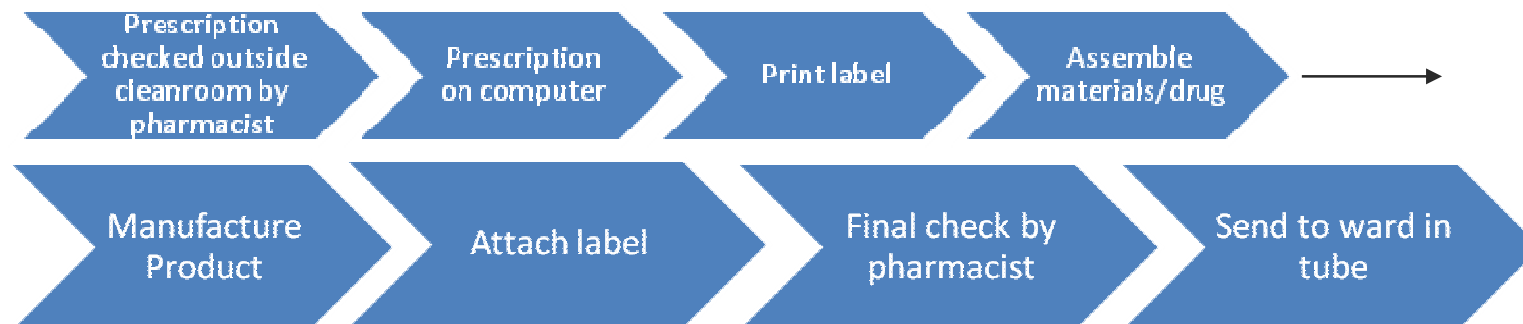 Prescription
checked outside
cleanroom by
pharmacist
Prescription
on computer
Print label
Assemble
materials/drug
Manufacture
Product
Attach label
Final check by
pharmacist
Send to ward in
tube